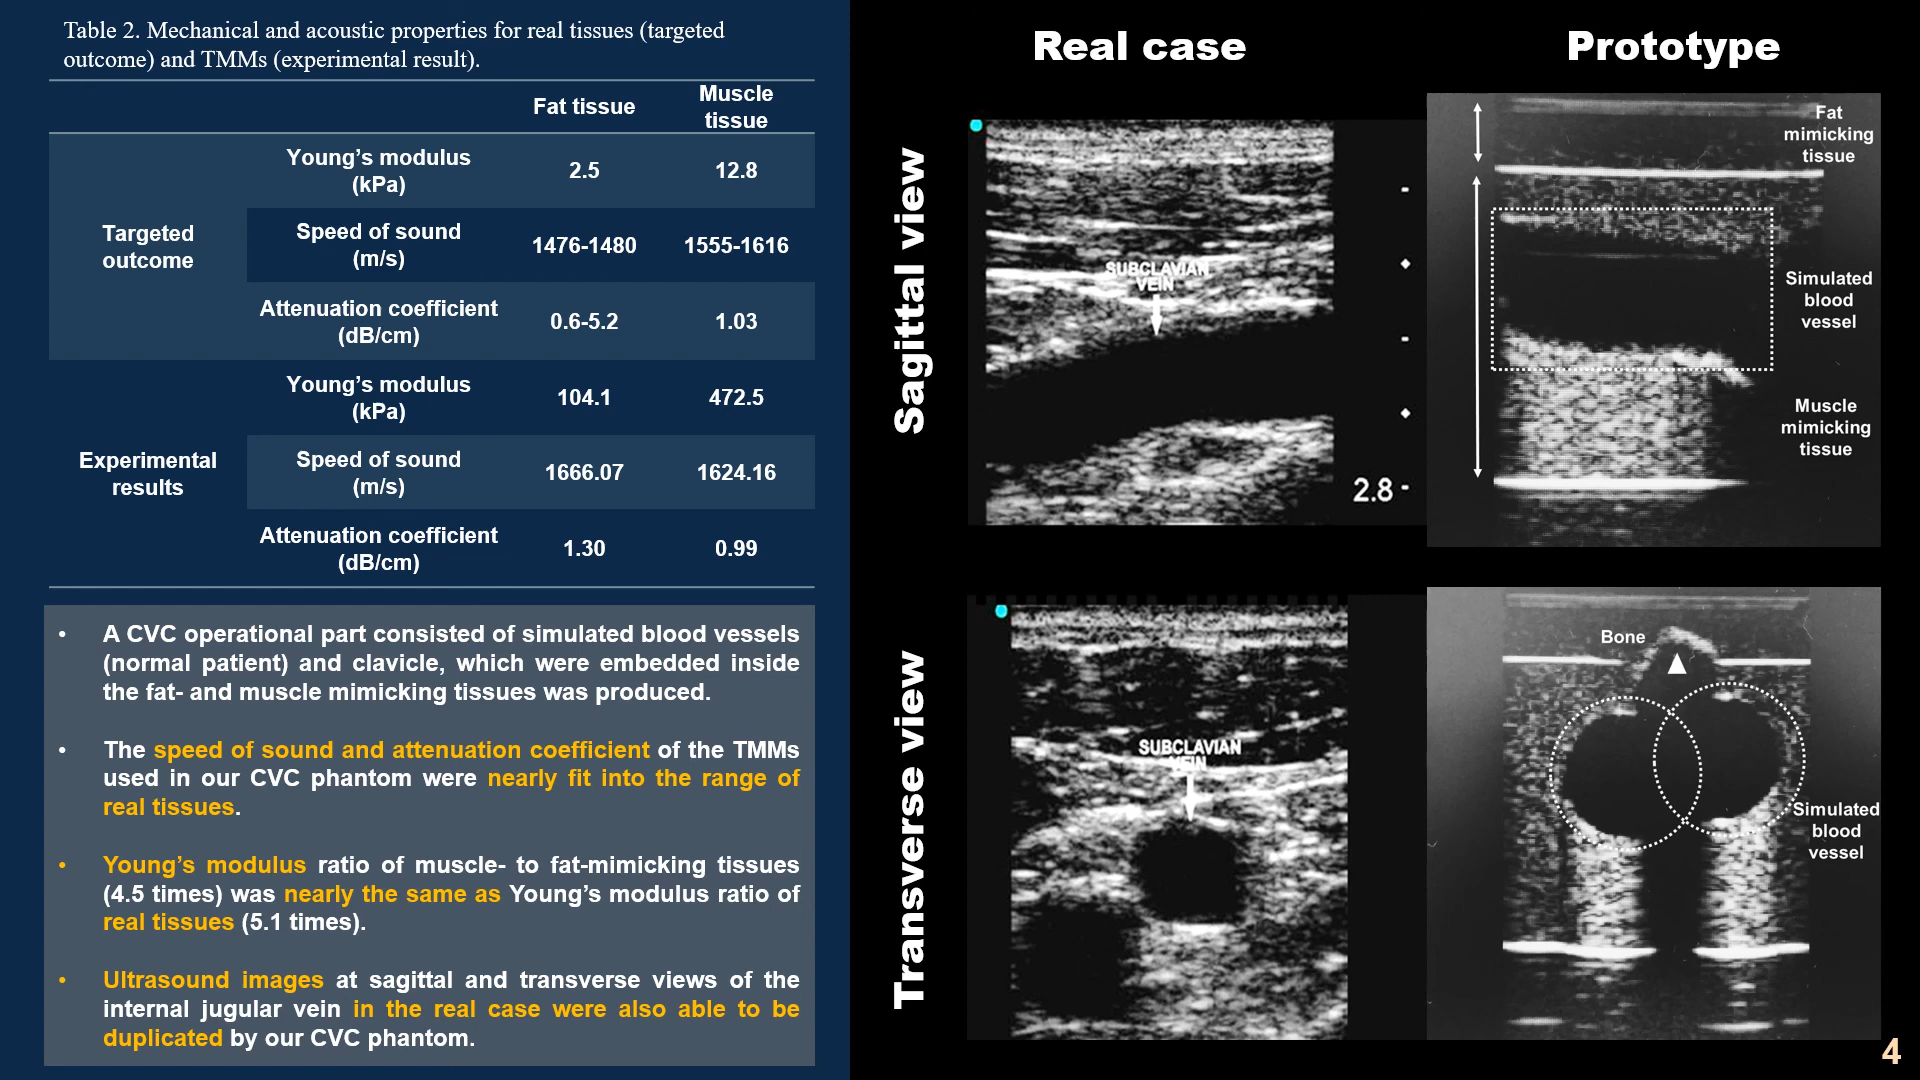 Table 2. Mechanical and acoustic properties for real tissues (targeted
outcome) and TMMs (experimental result).
Fat tissue
Muscle
tissue
Targeted
outcome
Young's modulus
(kPa)
2.5
12.8
Speed of sound
(m/s)
1476-1480
1555-1616
Attenuation coefficient
(dB/cm)
0.6-5.2
1.03
Experimental
results
Young's modulus
(kPa)
104.1
472.5
Speed of sound
(m/s)
1666.07
1624.16
Attenuation coefficient
(dB/cm)
1.30
0.99
• A CVC operational part consisted of simulated blood vessels
(normal patient) and clavicle, which were embedded inside
the fat- and muscle mimicking tissues was produced.
• The speed of sound and attenuation coefficient of the TMMs
used in our CVC phantom were nearly fit into the range of
real tissues.
• Young's modulus ratio of muscle- to fat-mimicking tissues
(4.5 times) was nearly the same as Young's modulus ratio of
real tissues (5.1 times).
• Ultrasound images at sagittal and transverse views of the
internal jugular vein in the real case were also able to be
duplicated by our CVC phantom.
Real case
Prototype
Sagittal view
SUBCLAVIAN
VEIN
2.8
Fat
mimicking
tissue
Simulated
blood
vessel
Muscle
mimicking
tissue
Transverse view
SUBCLAVIAN
VEIN
Bone
Simulated
blood
vessel
4